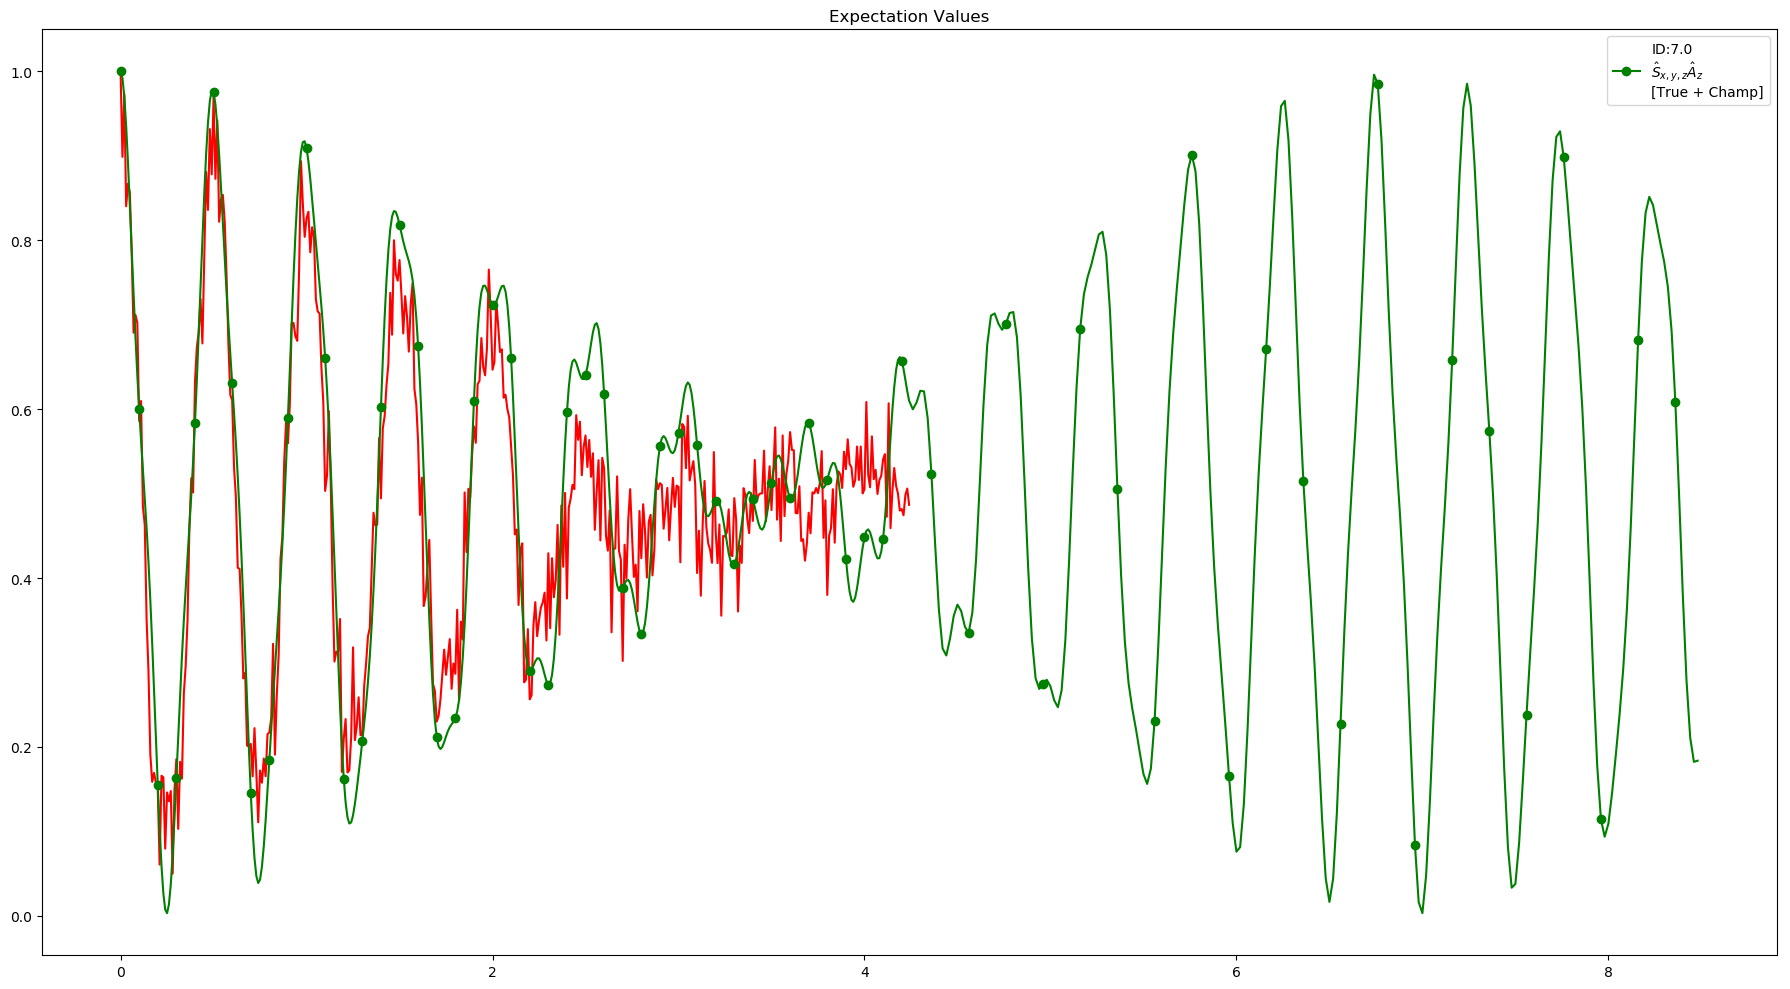 Expectation Values
ID:7.0
$\hat{S}_{x,y,z}\hat{A}_z$
[True + Champ]
1.0
0.8
0.6
0.4
0.2
0.0
0 2 4 6 8